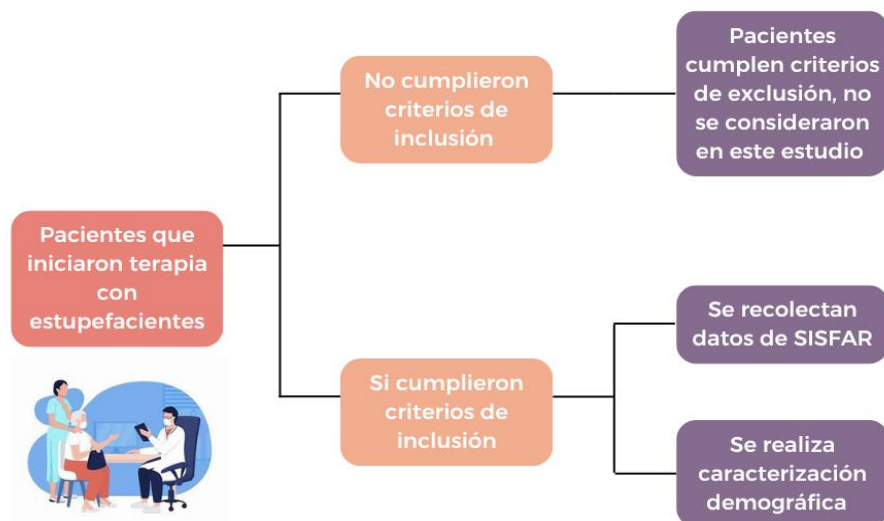 Pacientes que
iniciaron terapia
con
estupefacientes
No cumplieron
criterios de
inclusión
Pacientes
cumplen criterios
de exclusión, no
se consideraron
en este estudio
Si cumplieron
criterios de
inclusión
Se recolectan
datos de SISFAR
Se realiza
caracterización
demográfica